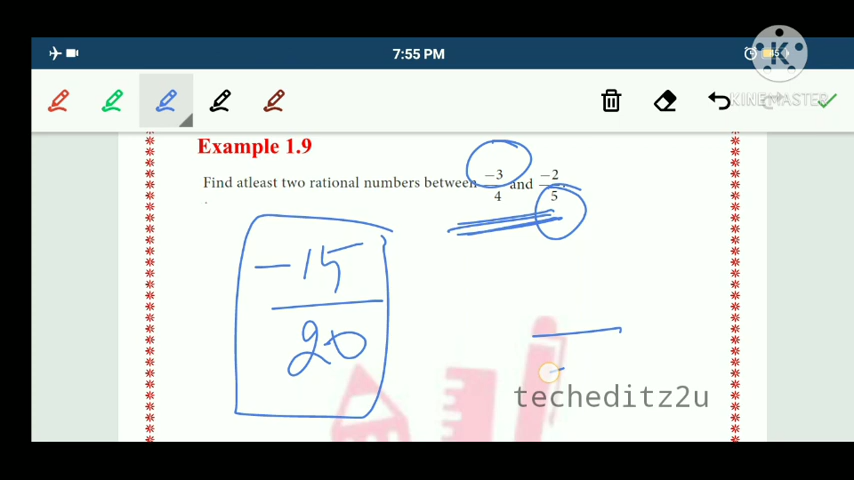 7:55 PM
45
K
KINEMASTER
Example 1.9
Find atleast two rational numbers between -3/4 and -2/5.
-15
20
techeditz2u